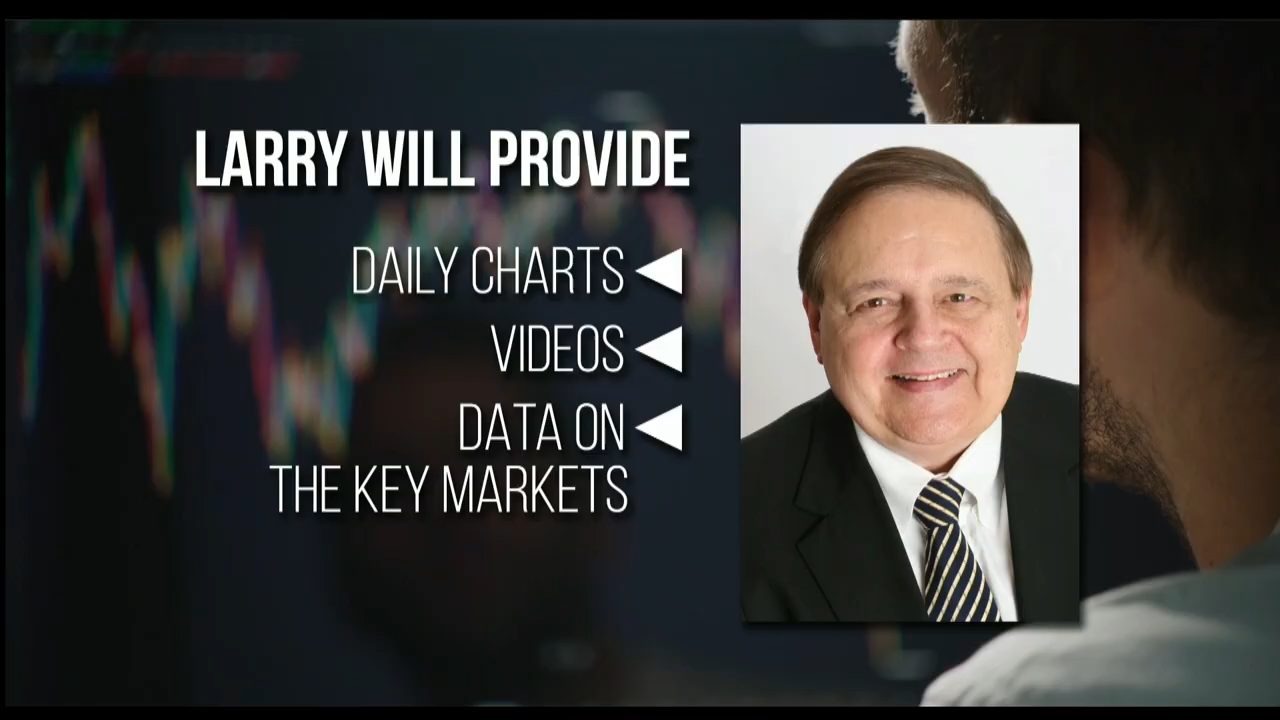 LARRY WILL PROVIDE
DAILY CHARTS
VIDEOS
DATA ON
THE KEY MARKETS